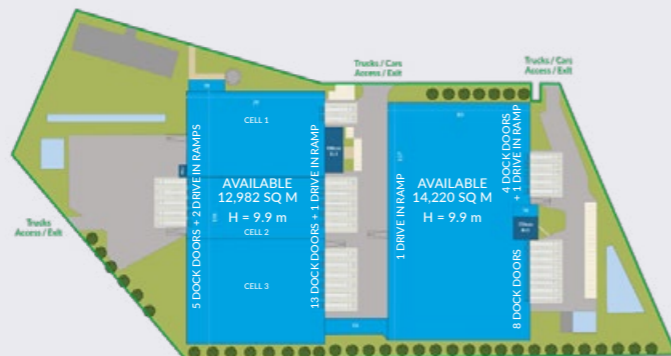 Trucks / Cars
Access / Exit
Trucks / Cars
Access / Exit
Trucks
Access / Exit
5 DOCK DOORS + 2 DRIVE IN RAMPS
CELL 1
AVAILABLE
12,982 SQ M
H = 9.9 m
CELL 2
CELL 3
13 DOCK DOORS + 1 DRIVE IN RAMP
1 DRIVE IN RAMP
AVAILABLE
14,220 SQ M
H = 9.9 m
4 DOCK DOORS
+ 1 DRIVE IN RAMP
8 DOCK DOORS